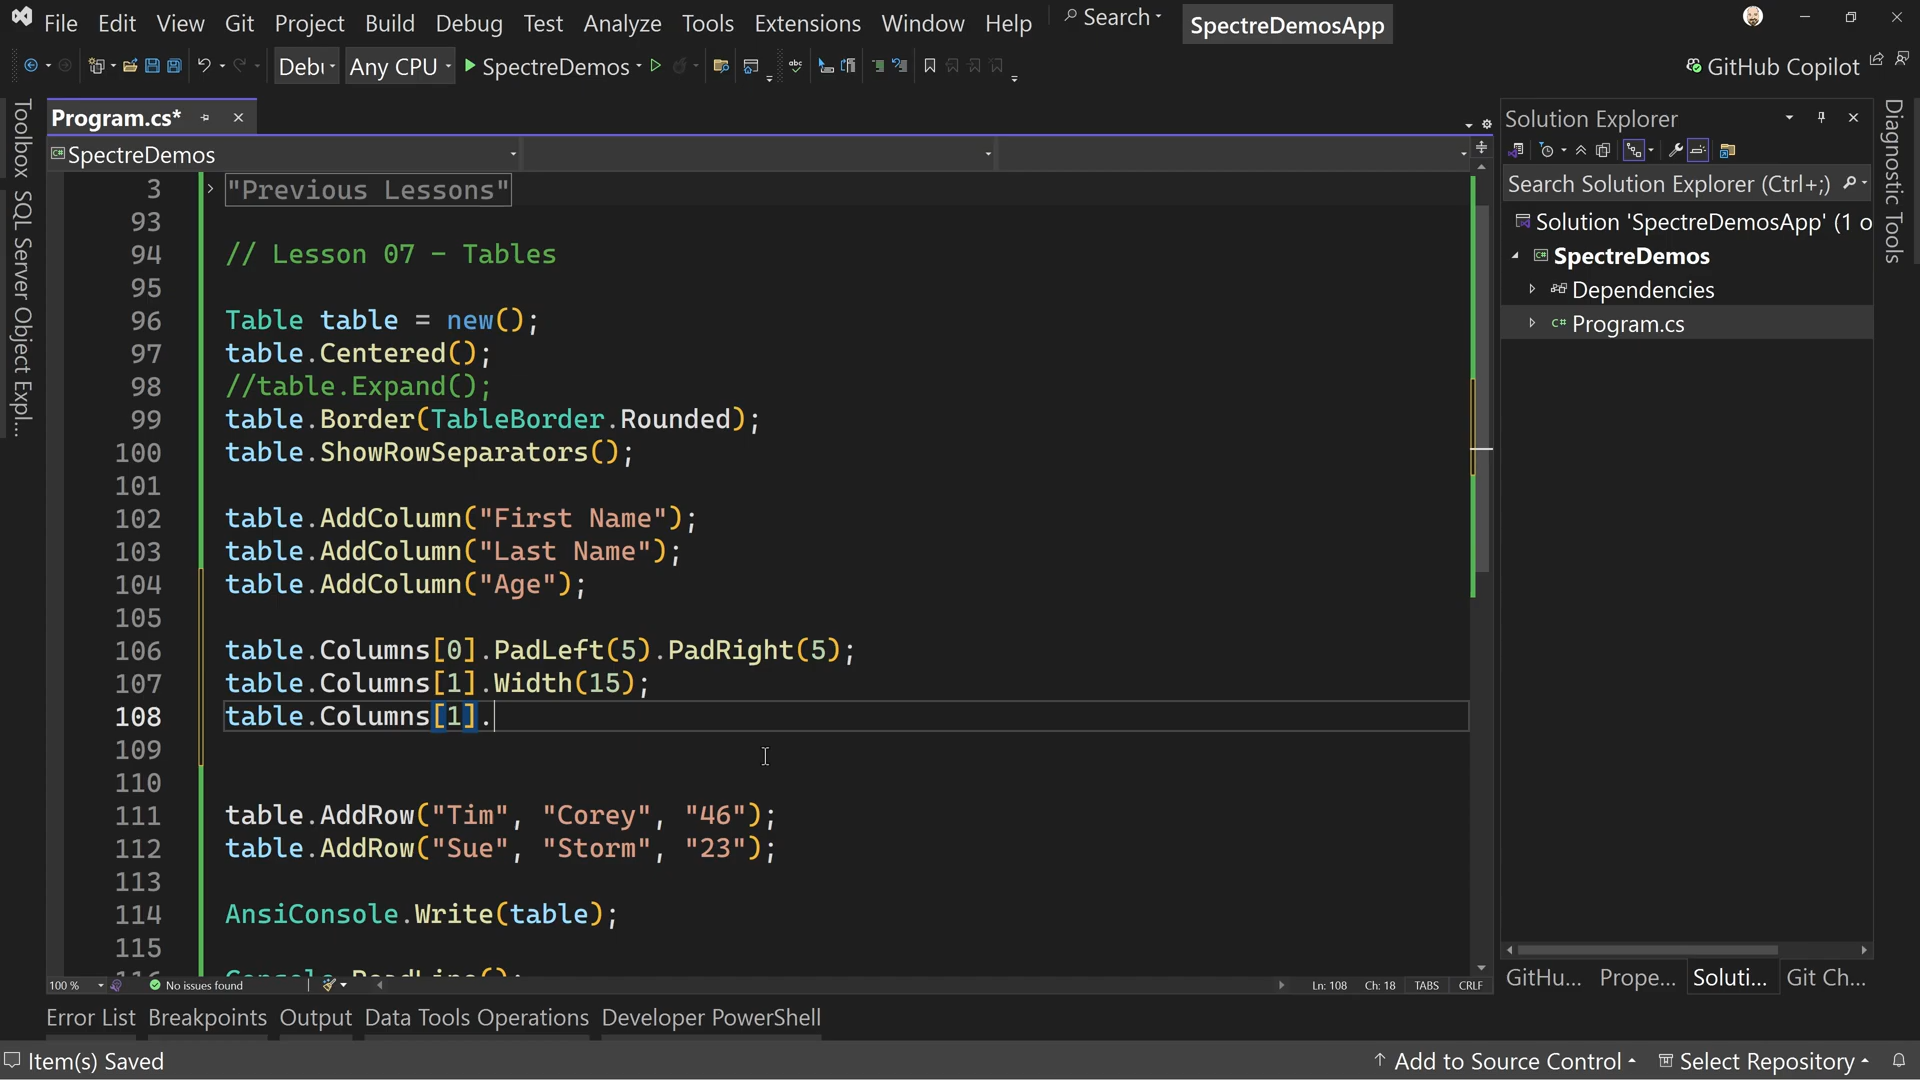 File Edit View Git Project Build Debug Test Analyze Tools Extensions Window Help Search SpectreDemosApp
Debu Any CPU SpectreDemos GitHub Copilot
Toolbox
SQL Server Object Expl...
Program.cs*
SpectreDemos
3 "Previous Lessons"
93
94 // Lesson 07 - Tables
95
96 Table table = new();
97 table.Centered();
98 //table.Expand();
99 table.Border(TableBorder.Rounded);
100 table.ShowRowSeparators();
101
102 table.AddColumn("First Name");
103 table.AddColumn("Last Name");
104 table.AddColumn("Age");
105
106 table.Columns[0].PadLeft(5).PadRight(5);
107 table.Columns[1].Width(15);
108 table.Columns[1].
109
110
111 table.AddRow("Tim", "Corey", "46");
112 table.AddRow("Sue", "Storm", "23");
113
114 AnsiConsole.Write(table);
115
116 Console.ReadLine();
100 % No issues found Ln: 108 Ch: 18 TABS CRLF
Solution Explorer
Search Solution Explorer (Ctrl+;)
Solution 'SpectreDemosApp' (1 o
SpectreDemos
Dependencies
C# Program.cs
GitHu... Prope... Soluti... Git Ch...
Diagnostic Tools
Error List Breakpoints Output Data Tools Operations Developer PowerShell
Item(s) Saved Add to Source Control Select Repository